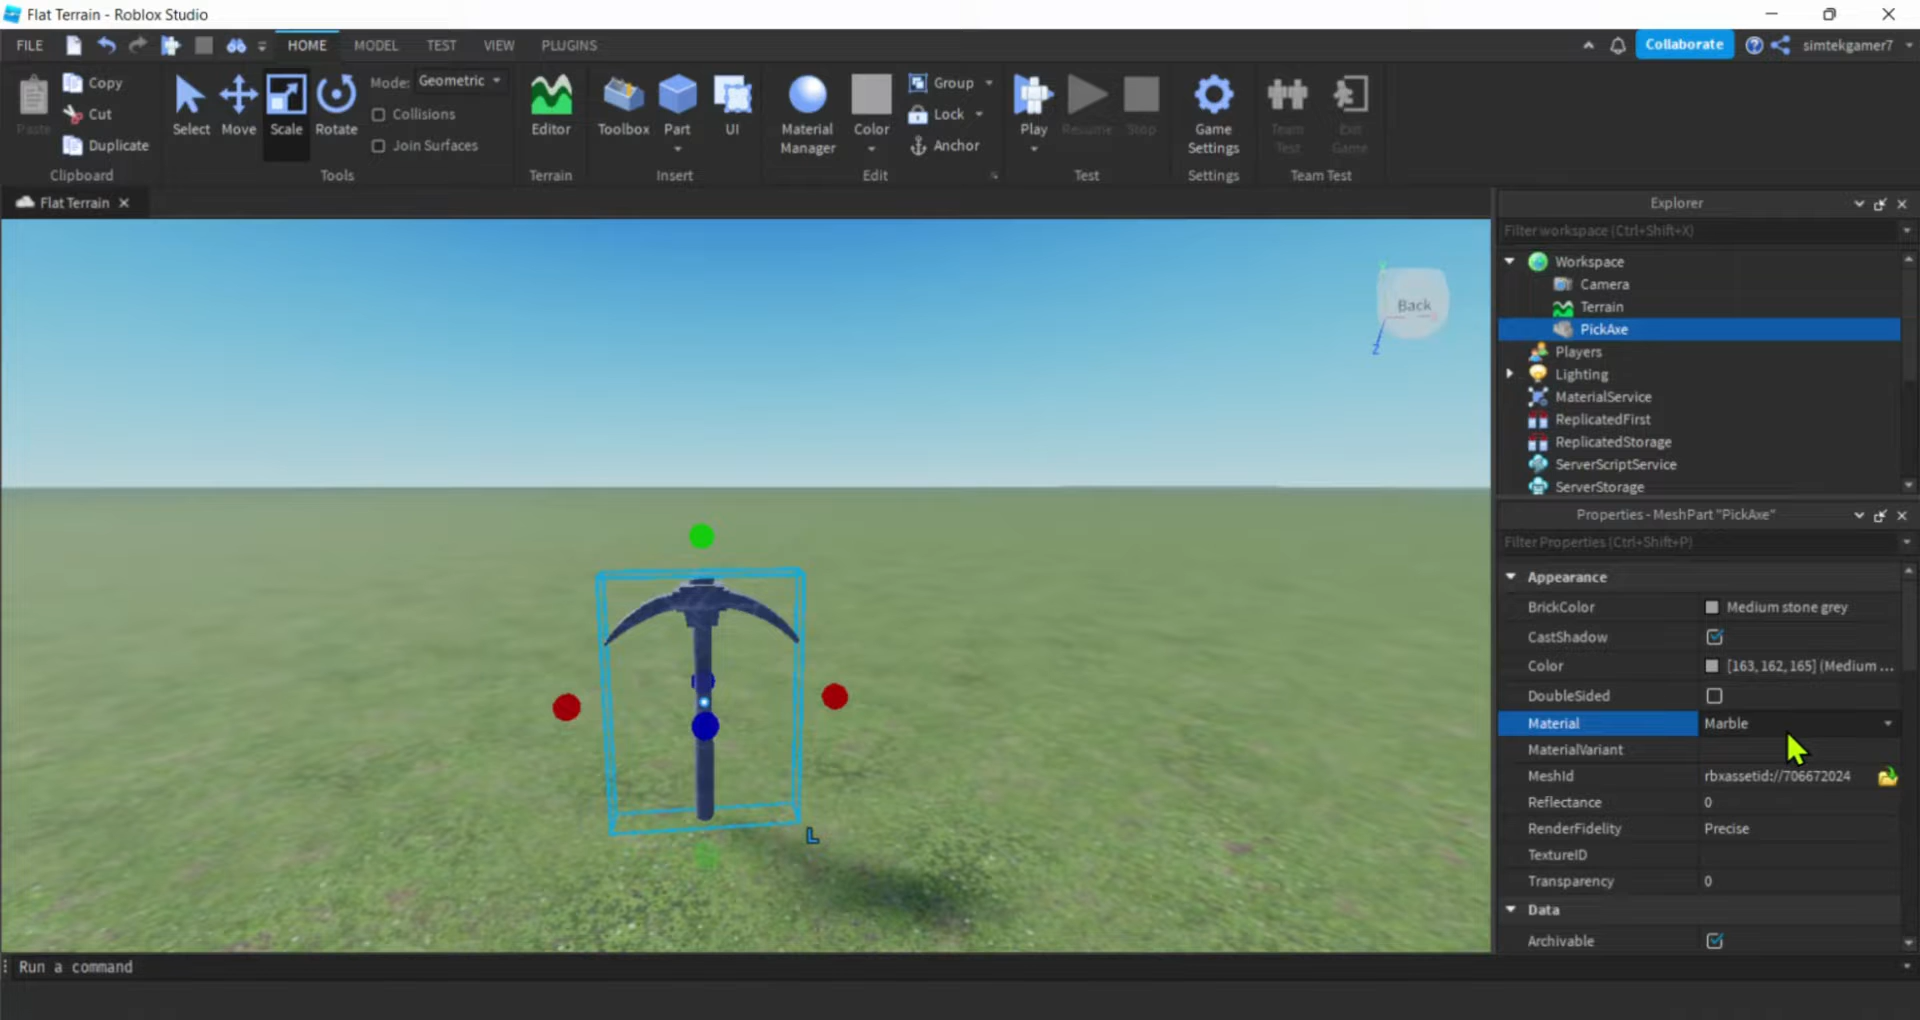 Flat Terrain - Roblox Studio
FILE HOME MODEL TEST VIEW PLUGINS Collaborate simtekgamer7
Paste Copy Cut Duplicate
Clipboard
Select Move Scale Rotate
Mode: Geometric
Collisions
Join Surfaces
Tools
Editor
Terrain
Toolbox Part UI
Insert
Material Manager
Color
Group
Lock
Anchor
Edit
Play Resume Stop
Test
Game Settings
Settings
Team Test
Exit Game
Team Test
Flat Terrain
Back
Y
Z
L
Explorer
Filter workspace (Ctrl+Shift+X)
Workspace
Camera
Terrain
PickAxe
Players
Lighting
MaterialService
ReplicatedFirst
ReplicatedStorage
ServerScriptService
ServerStorage
Properties - MeshPart "PickAxe"
Filter Properties (Ctrl+Shift+P)
Appearance
BrickColor Medium stone grey
CastShadow
Color [163, 162, 165] (Medium ...
DoubleSided
Material Marble
MaterialVariant
MeshId rbxassetid://706672024
Reflectance 0
RenderFidelity Precise
TextureID
Transparency 0
Data
Archivable
Run a command